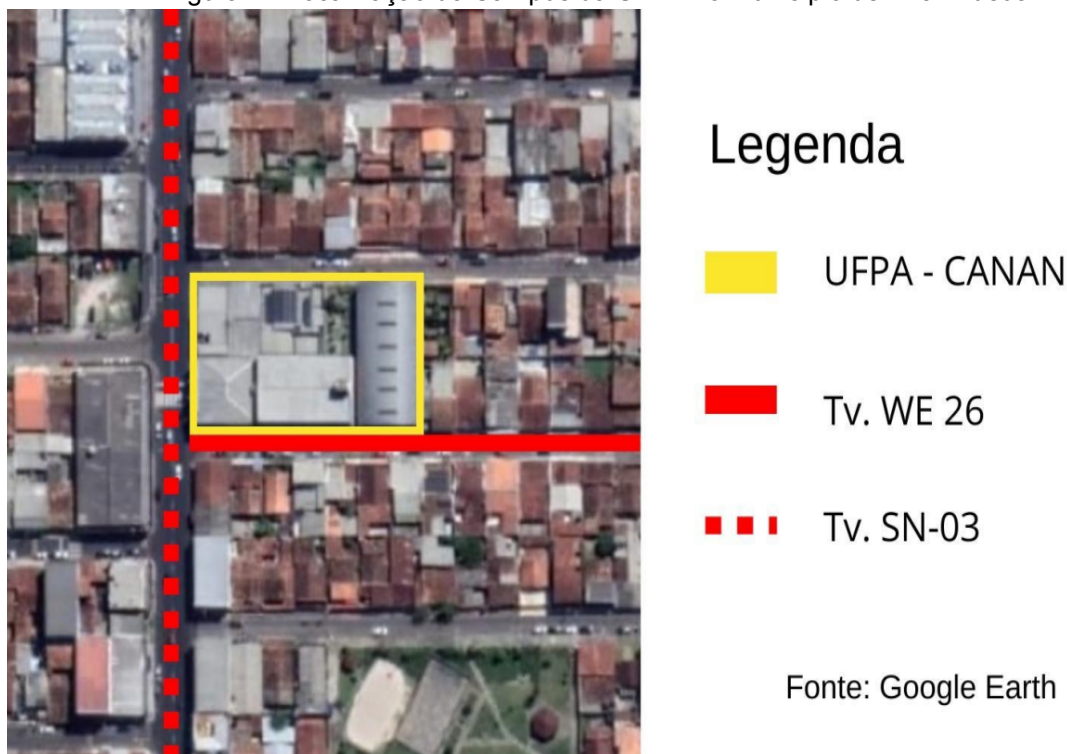 Legenda
UFPA - CANAN
Tv. WE 26
Tv. SN-03
Fonte: Google Earth